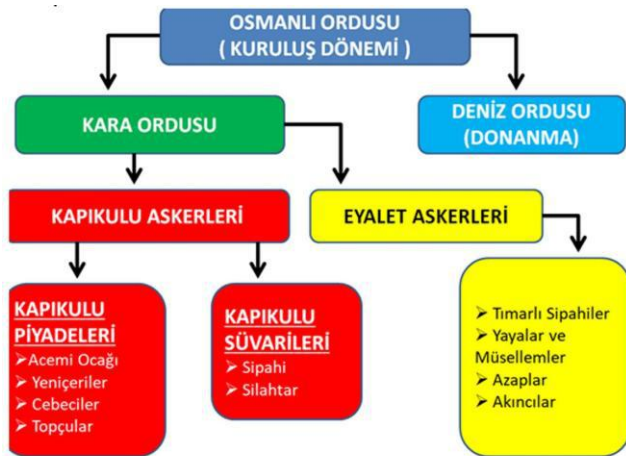 OSMANLI ORDUSU
( KURULUŞ DÖNEMİ )
KARA ORDUSU
DENİZ ORDUSU
(DONANMA)
KAPIKULU ASKERLERİ
EYALET ASKERLERİ
KAPIKULU
PİYADELERİ
➢Acemi Ocağı
➢ Yeniçeriler
➢ Cebeciler
➢ Topçular
KAPIKULU
SÜVARİLERİ
➢ Sipahi
➢ Silahtar
➢ Tımarlı Sipahiler
➢ Yayalar ve
Müsellemler
➢ Azaplar
➢ Akıncılar